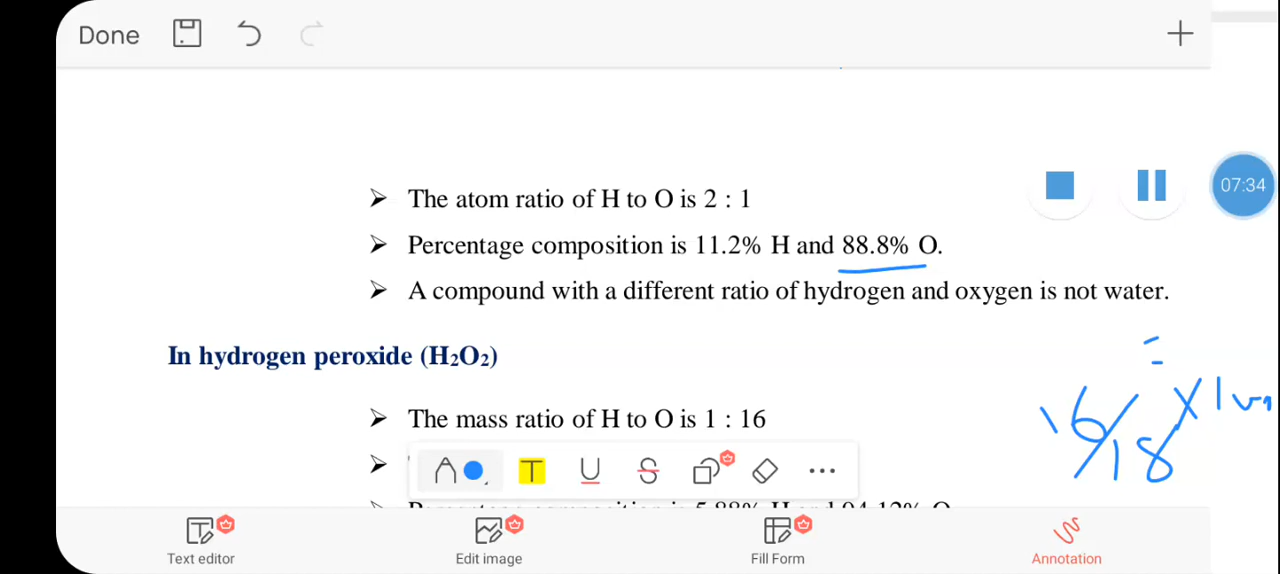 Done
07:34
➤ The atom ratio of H to O is 2 : 1
➤ Percentage composition is 11.2% H and 88.8% O.
➤ A compound with a different ratio of hydrogen and oxygen is not water.
=
In hydrogen peroxide (H₂O₂)
16/18 X 100
➤ The mass ratio of H to O is 1 : 16
T U S
Text editor
Edit image
Fill Form
Annotation